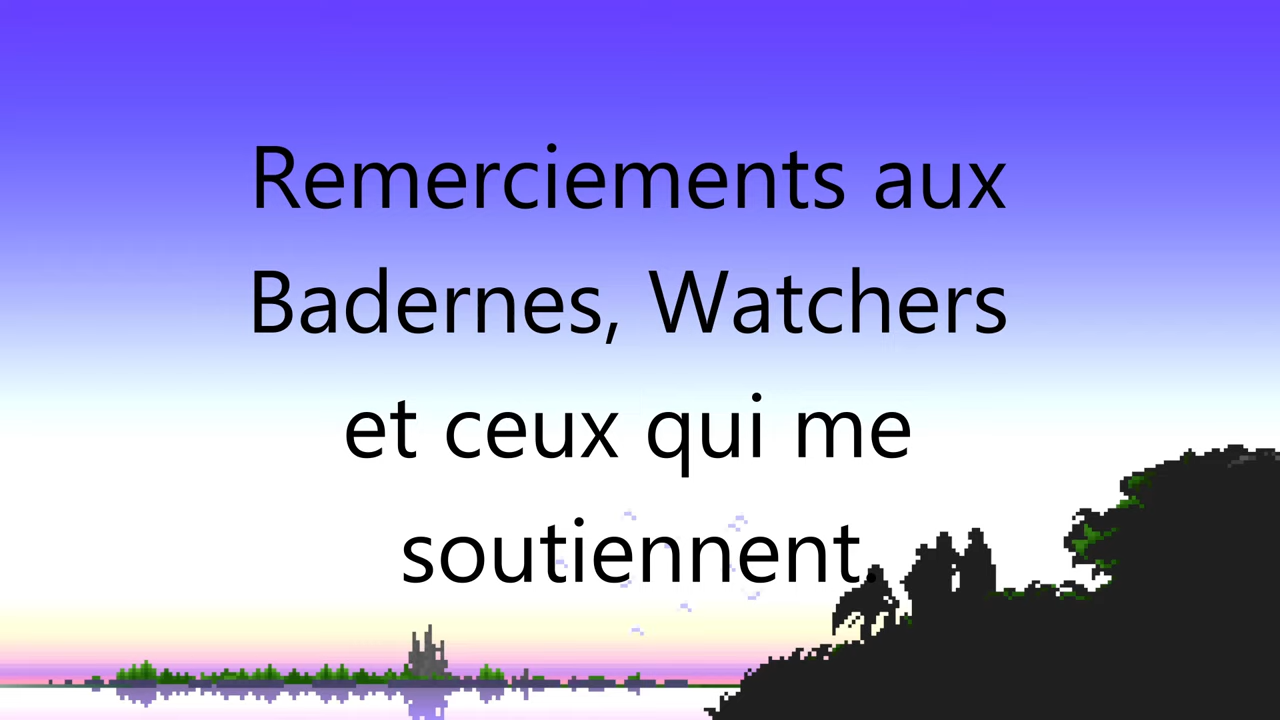 Remerciements aux
Badernes, Watchers
et ceux qui me
soutiennent.